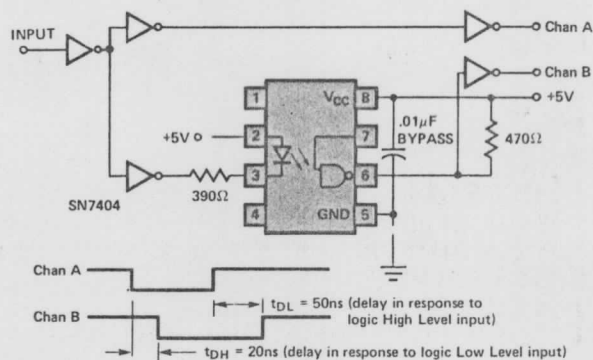 INPUT
Chan A
Chan B
+5V
1
VCC
8
+5V
2
7
.01μF
BYPASS
470Ω
3
6
390Ω
SN7404
4
GND
5
Chan A
tDL = 50ns (delay in response to
logic High Level input)
Chan B
tDH = 20ns (delay in response to logic Low Level input)